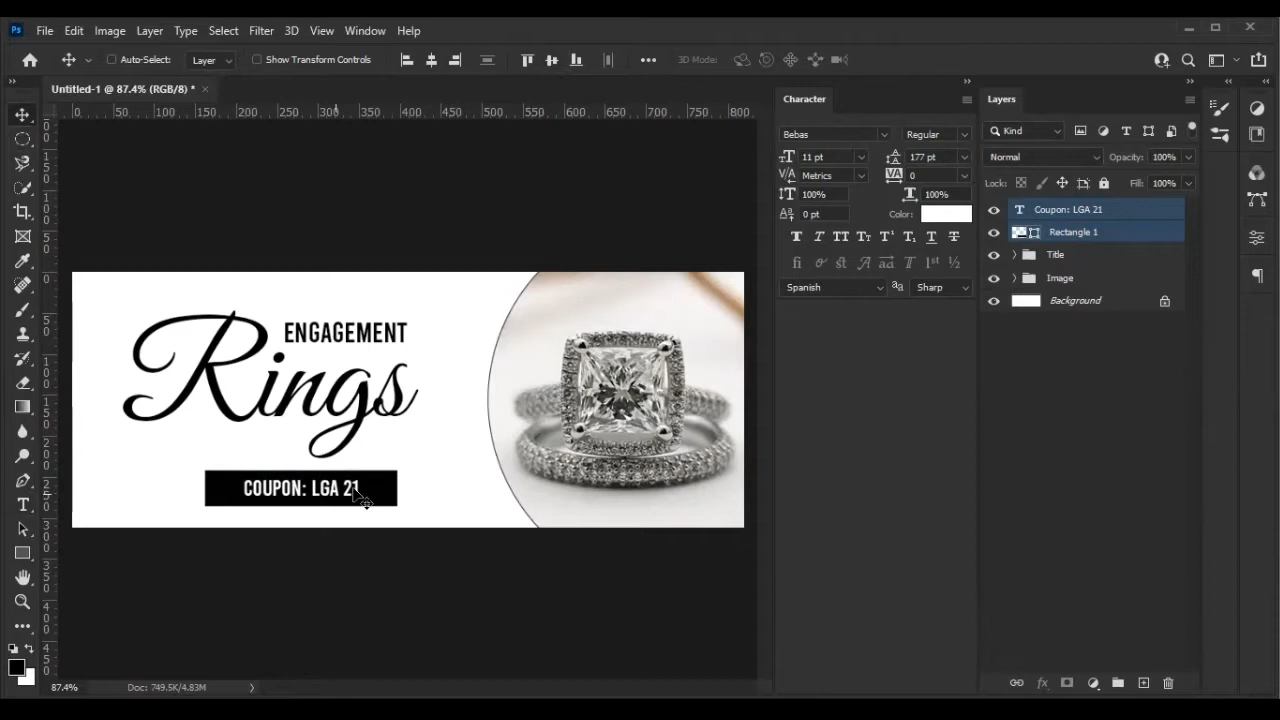 Ps File Edit Image Layer Type Select Filter 3D View Window Help
Auto-Select: Layer Show Transform Controls 3D Mode:
Untitled-1 @ 87.4% (RGB/8) * ×
0 50 100 150 200 250 300 350 400 450 500 550 600 650 700 750 800
Character
Bebas Regular
11 pt 177 pt
Metrics 0
100% 100%
0 pt Color:
Spanish Sharp
Layers
Kind
Normal Opacity: 100%
Lock: Fill: 100%
Coupon: LGA 21
Rectangle 1
Title
Image
Background
ENGAGEMENT
Rings
COUPON: LGA 21
87.4% Doc: 749.5K/4.83M